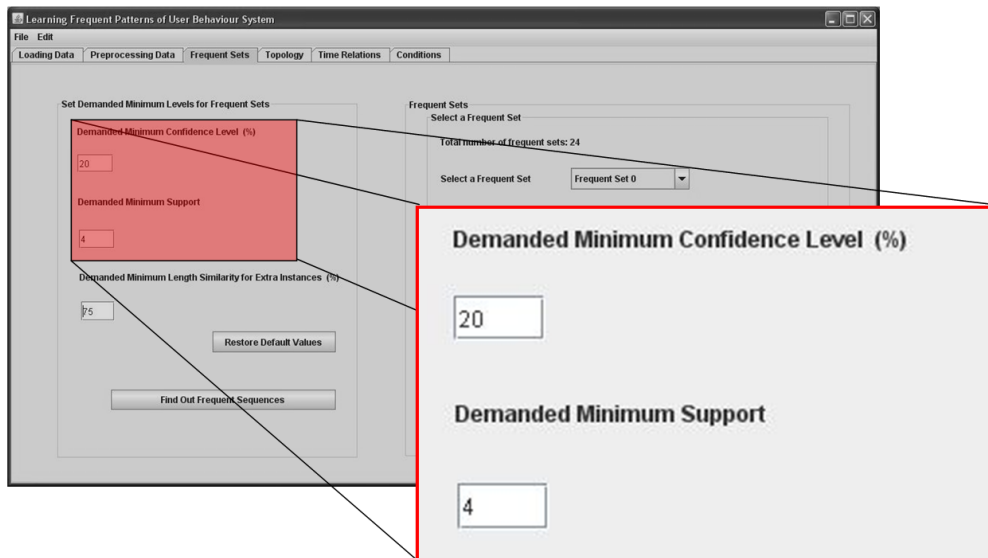 Learning Frequent Patterns of User Behaviour System
File Edit
Loading Data Preprocessing Data Frequent Sets Topology Time Relations Conditions
Set Demanded Minimum Levels for Frequent Sets
Demanded Minimum Confidence Level (%)
20
Demanded Minimum Support
4
Demanded Minimum Length Similarity for Extra Instances (%)
75
Restore Default Values
Find Out Frequent Sequences
Frequent Sets
Select a Frequent Set
Total number of frequent sets: 24
Select a Frequent Set Frequent Set 0
Demanded Minimum Confidence Level (%)
20
Demanded Minimum Support
4